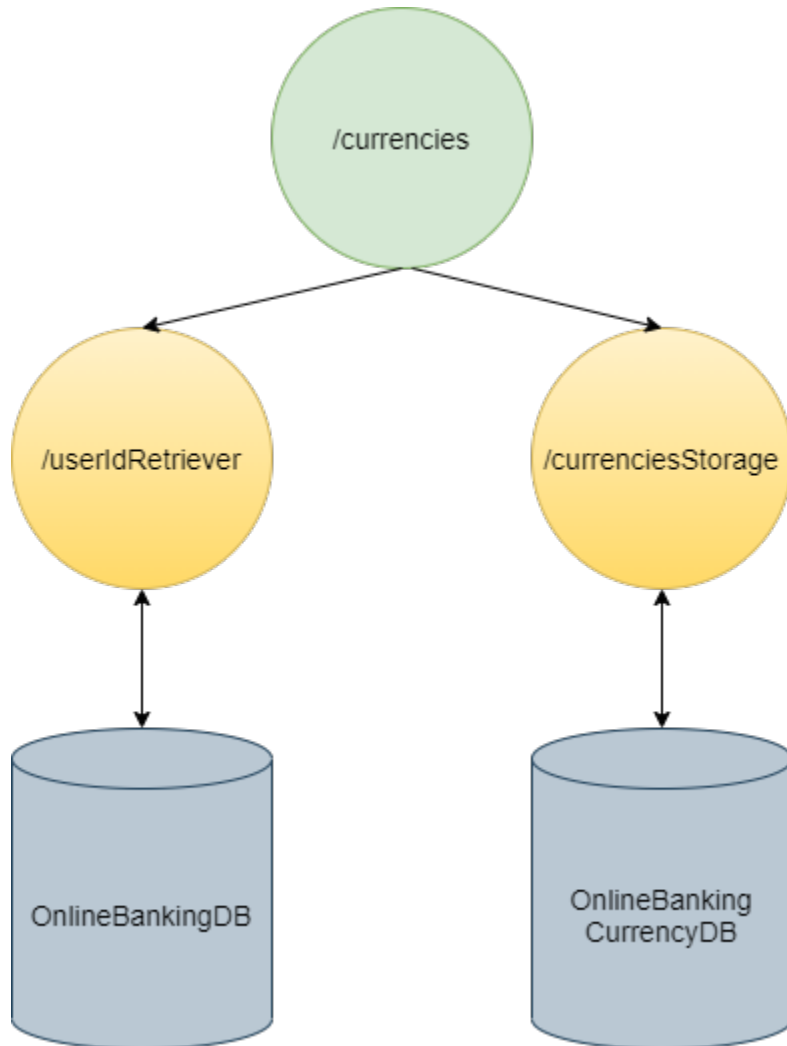 /currencies
/userIdRetriever
/currenciesStorage
OnlineBankingDB
OnlineBanking
CurrencyDB